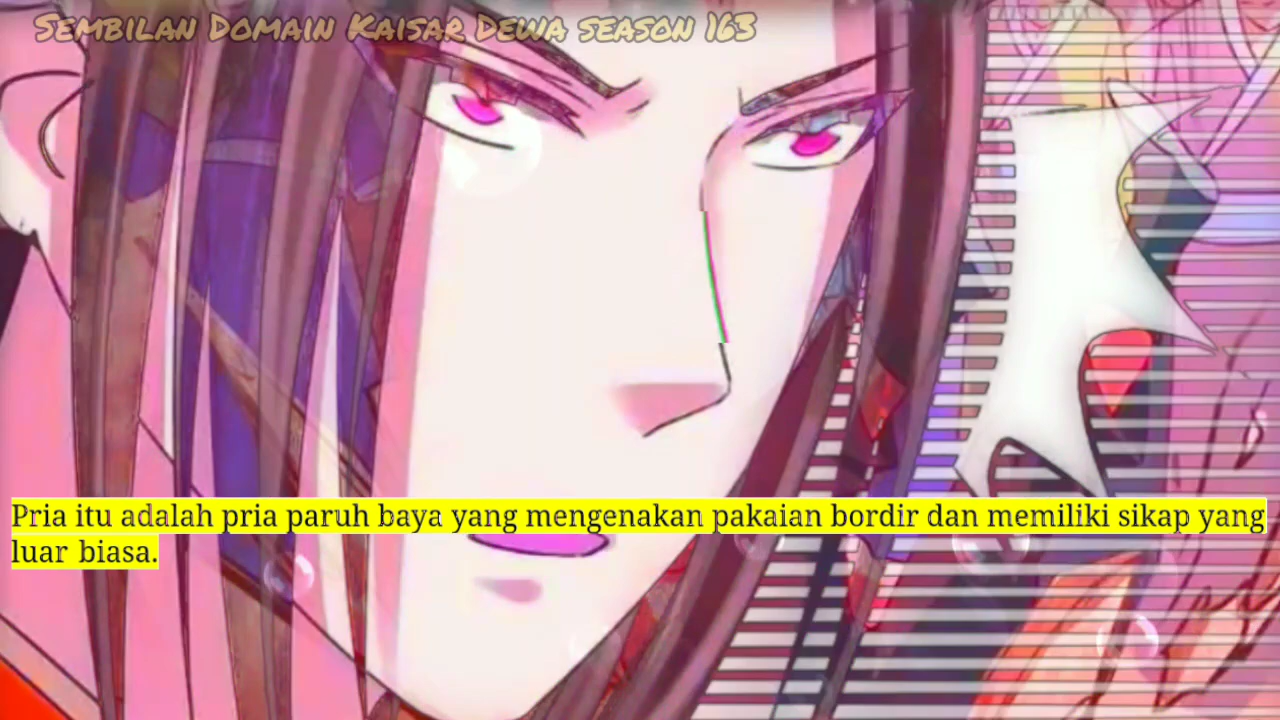 Sembilan Domain Kaisar Dewa season 163
Pria itu adalah pria paruh baya yang mengenakan pakaian bordir dan memiliki sikap yang
luar biasa.